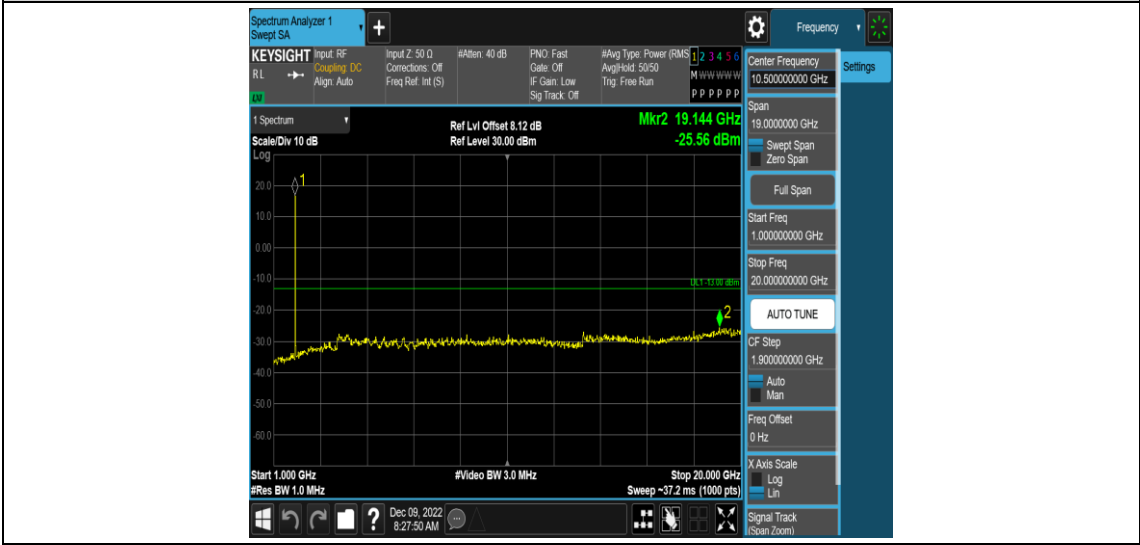 Spectrum Analyzer 1
Swept SA
+
Frequency
KEYSIGHT
RL
Input: RF
Coupling: DC
Align: Auto
Input Z: 50 Ω
Corrections: Off
Freq Ref: Int (S)
#Atten: 40 dB
PNO: Fast
Gate: Off
IF Gain: Low
Sig Track: Off
#Avg Type: Power (RMS
Avg|Hold: 50/50
Trig: Free Run
1 2 3 4 5 6
M W W W W W
P P P P P P
LM
1 Spectrum
Scale/Div 10 dB
Log
Ref Lvl Offset 8.12 dB
Ref Level 30.00 dBm
Mkr2 19.144 GHz
-25.56 dBm
20.0
10.0
0.00
-10.0
-20.0
-30.0
-40.0
-50.0
-60.0
1
DL1 -13.00 dBm
2
Start 1.000 GHz
#Res BW 1.0 MHz
#Video BW 3.0 MHz
Stop 20.000 GHz
Sweep ~37.2 ms (1000 pts)
?
Dec 09, 2022
8:27:50 AM
Center Frequency
10.500000000 GHz
Settings
Span
19.0000000 GHz
Swept Span
Zero Span
Full Span
Start Freq
1.000000000 GHz
Stop Freq
20.000000000 GHz
AUTO TUNE
CF Step
1.900000000 GHz
Auto
Man
Freq Offset
0 Hz
X Axis Scale
Log
Lin
Signal Track
(Span Zoom)